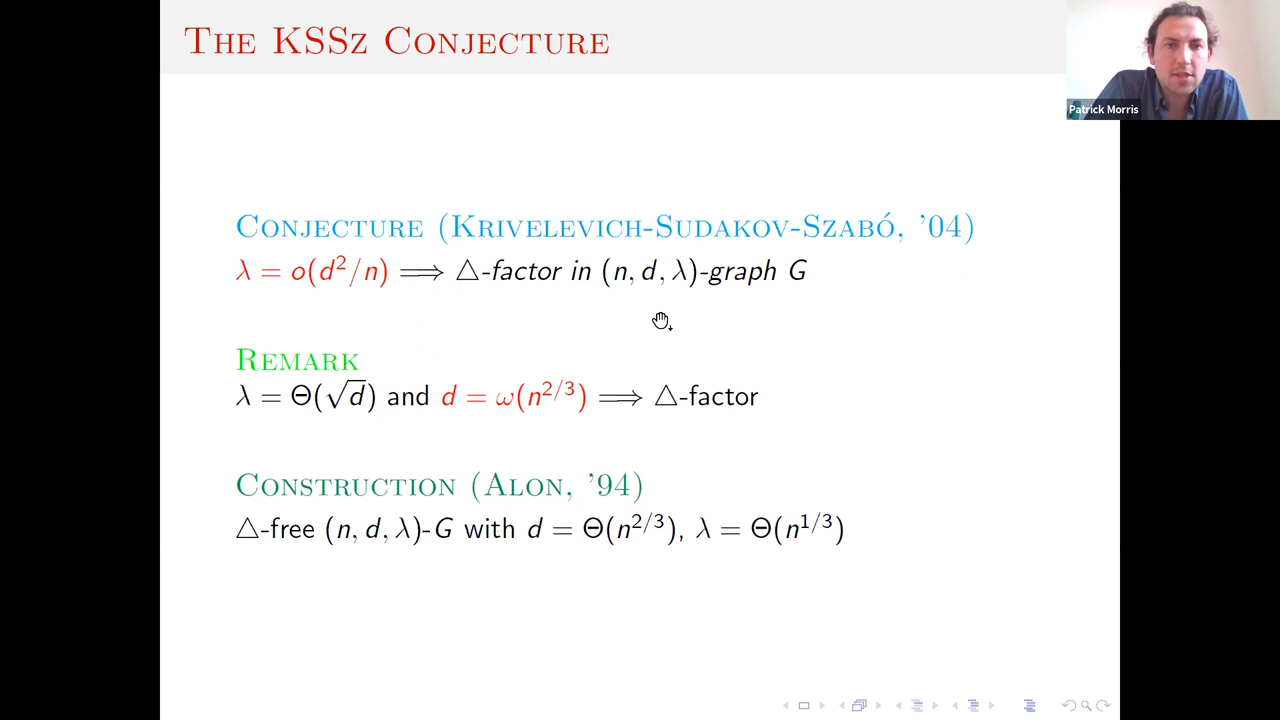 THE KSSZ CONJECTURE
Patrick Morris
CONJECTURE (KRIVELEVICH-SUDAKOV-SZABÓ, '04)
λ = o(d²/n) ⟹ △-factor in (n, d, λ)-graph G
REMARK
λ = Θ(√d) and d = ω(n^{2/3}) ⟹ △-factor
CONSTRUCTION (ALON, '94)
△-free (n, d, λ)-G with d = Θ(n^{2/3}), λ = Θ(n^{1/3})